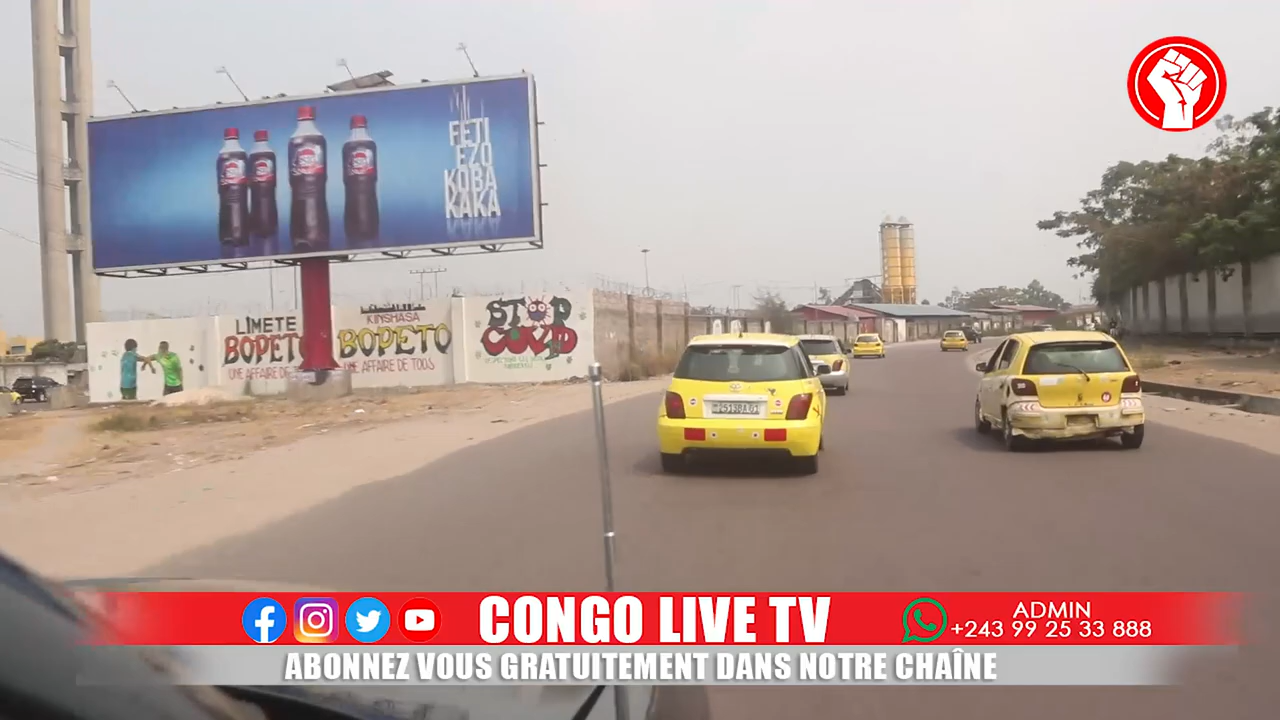 FETI
EZO
KOBA
KAKA
LIMETE
BOPETO
UNE AFFAIRE DE
KINSHASA
BOPETO
UNE AFFAIRE DE TOUS
STOP
COVID
CONGO LIVE TV
ADMIN
+243 99 25 33 888
ABONNEZ VOUS GRATUITEMENT DANS NOTRE CHAÎNE